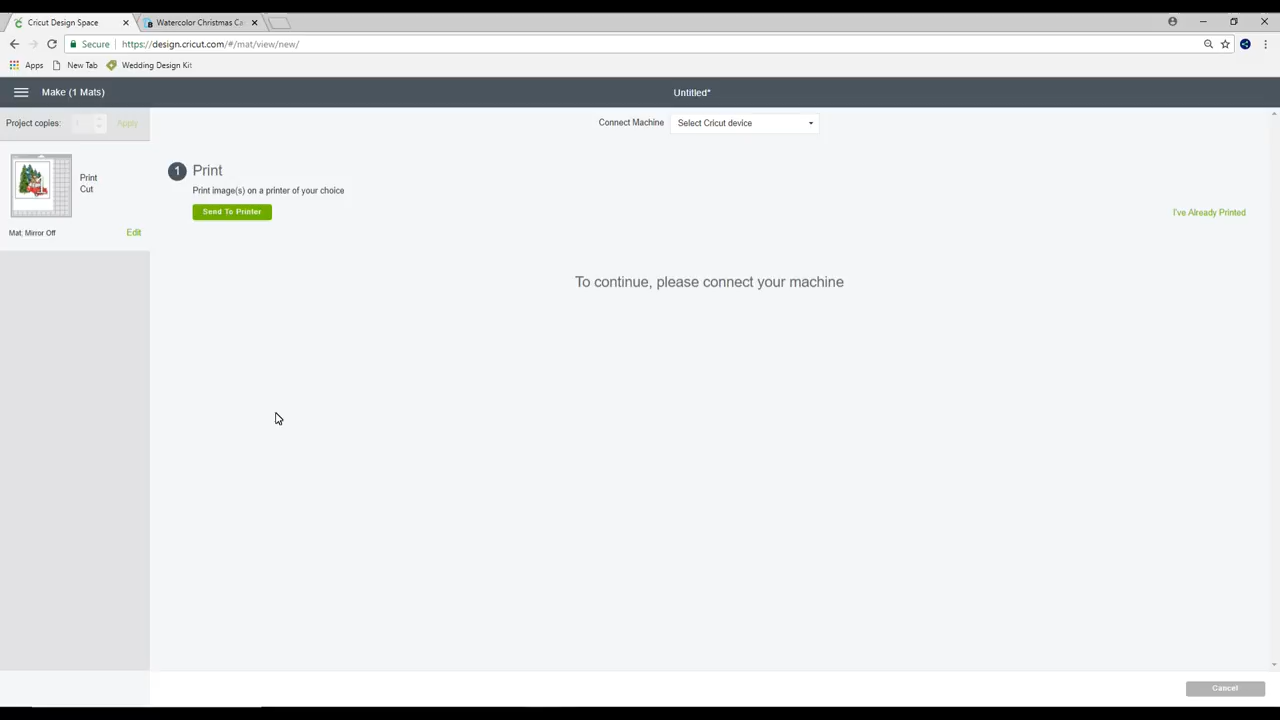 Cricut Design Space
Watercolor Christmas Ca
Secure
https://design.cricut.com/#/mat/view/new/
Apps
New Tab
Wedding Design Kit
Make (1 Mats)
Untitled*
Project copies:
1
Apply
Connect Machine
Select Cricut device
Print
Cut
Mat, Mirror Off
Edit
1
Print
Print image(s) on a printer of your choice
Send To Printer
I've Already Printed
To continue, please connect your machine
Cancel